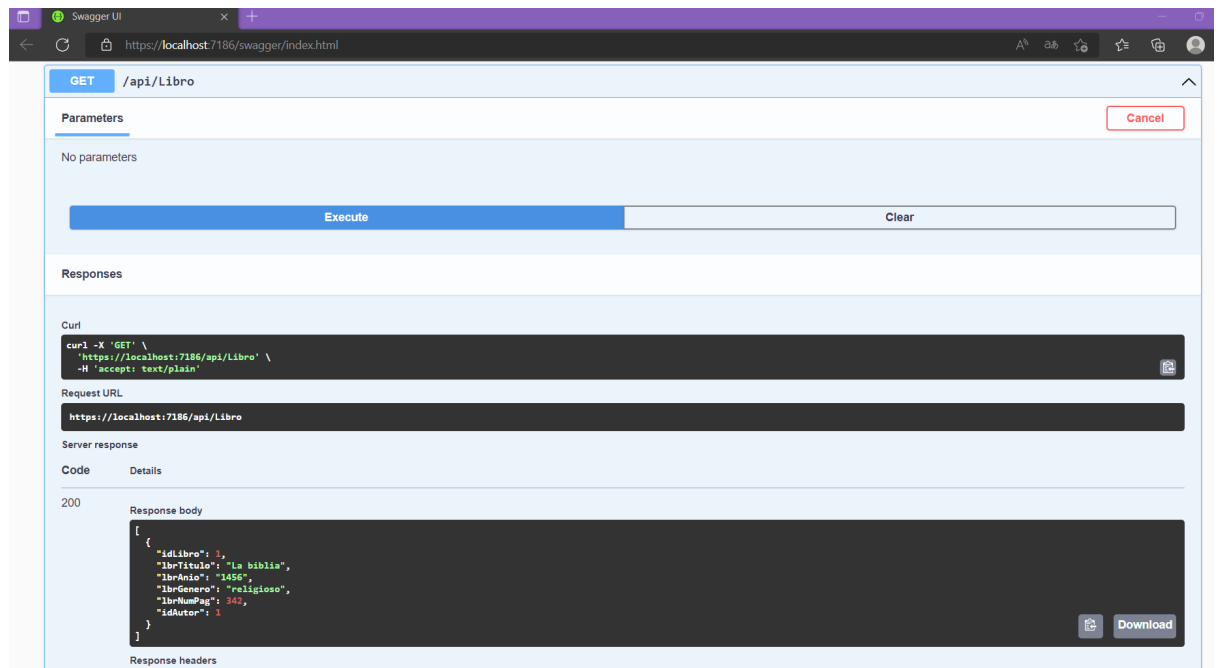 Swagger UI
https://localhost:7186/swagger/index.html
GET /api/Libro
Parameters
Cancel
No parameters
Execute
Clear
Responses
Curl
curl -X 'GET' \
'https://localhost:7186/api/Libro' \
-H 'accept: text/plain'
Request URL
https://localhost:7186/api/Libro
Server response
Code Details
200
Response body
[
{
"idLibro": 1,
"lbrTitulo": "La biblia",
"lbrAnio": "1456",
"lbrGenero": "religioso",
"lbrNumPag": 342,
"idAutor": 1
}
]
Download
Response headers